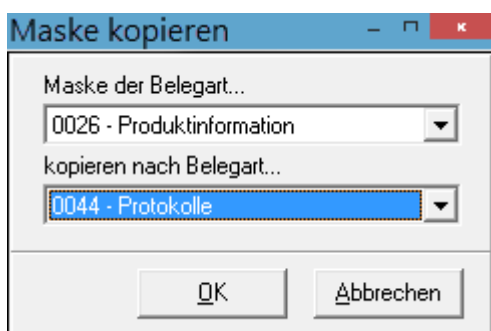 Maske kopieren
Maske der Belegart...
0026 - Produktinformation
kopieren nach Belegart...
0044 - Protokolle
OK Abbrechen